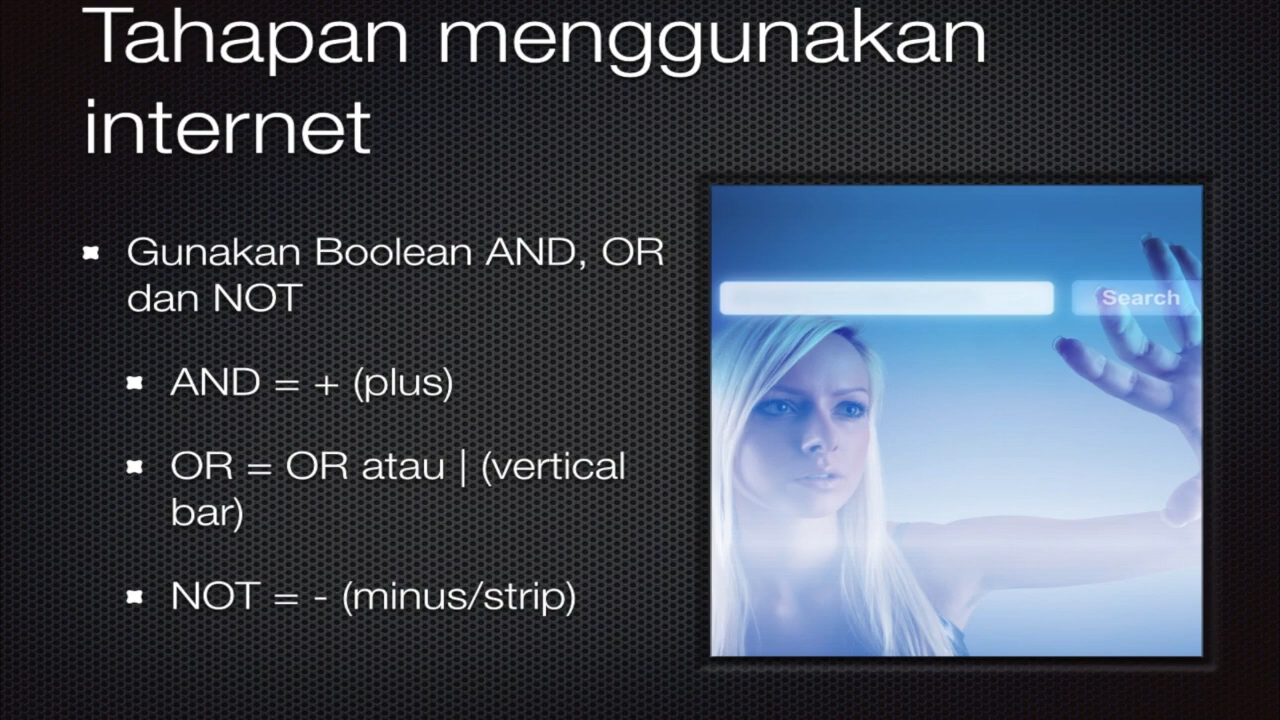 Tahapan menggunakan
internet
Gunakan Boolean AND, OR
dan NOT
AND = + (plus)
OR = OR atau | (vertical
bar)
NOT = - (minus/strip)
Search